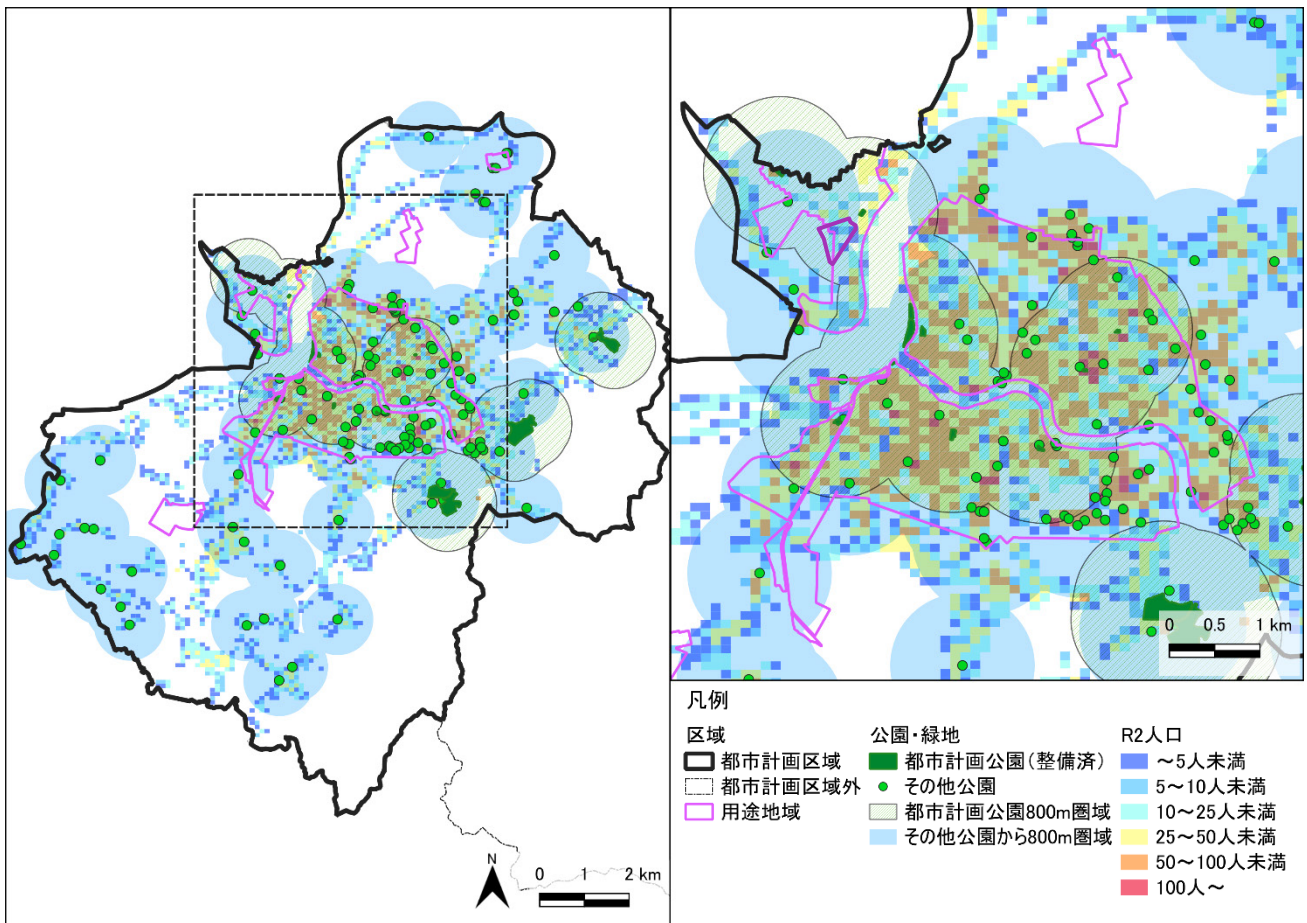 N
0 1 2 km
0 0.5 1 km
凡例
区域
都市計画区域
都市計画区域外
用途地域
公園・緑地
都市計画公園(整備済)
その他公園
都市計画公園800m圏域
その他公園から800m圏域
R2人口
~5人未満
5~10人未満
10~25人未満
25~50人未満
50~100人未満
100人~